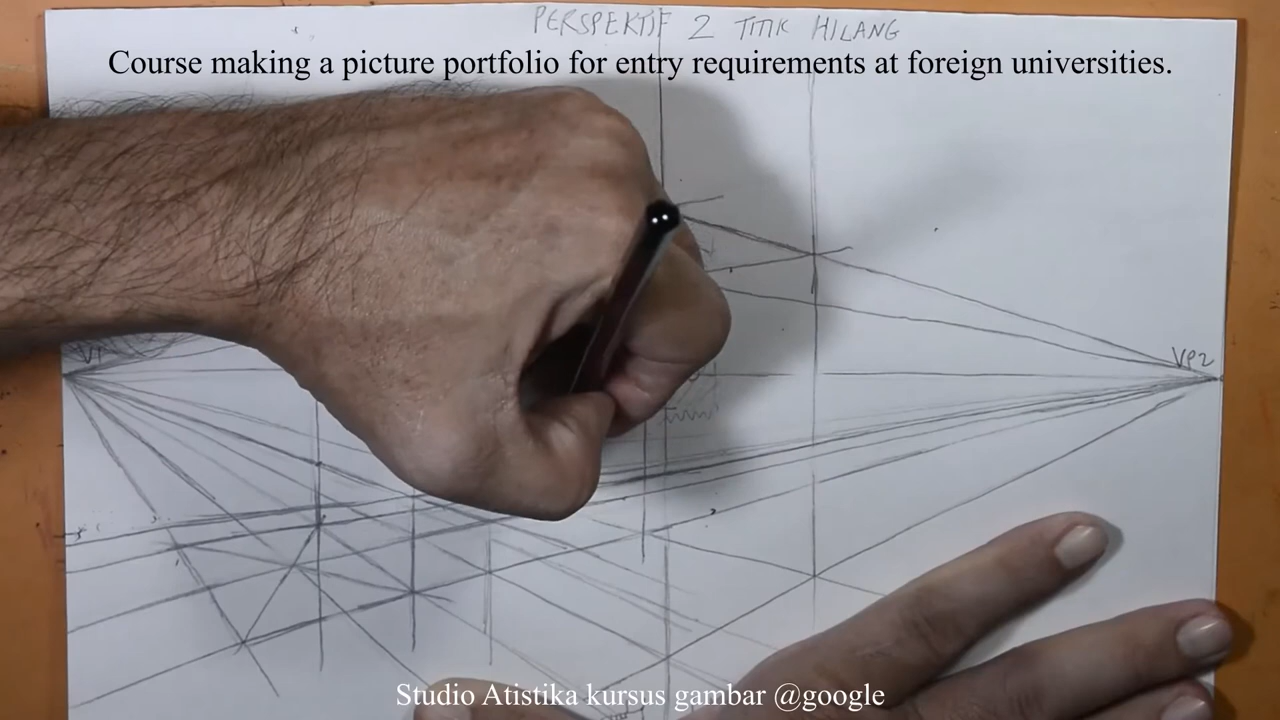 PERSPEKTIF 2 TITIK HILANG
Course making a picture portfolio for entry requirements at foreign universities.
VP2
Studio Atistika kursus gambar @google